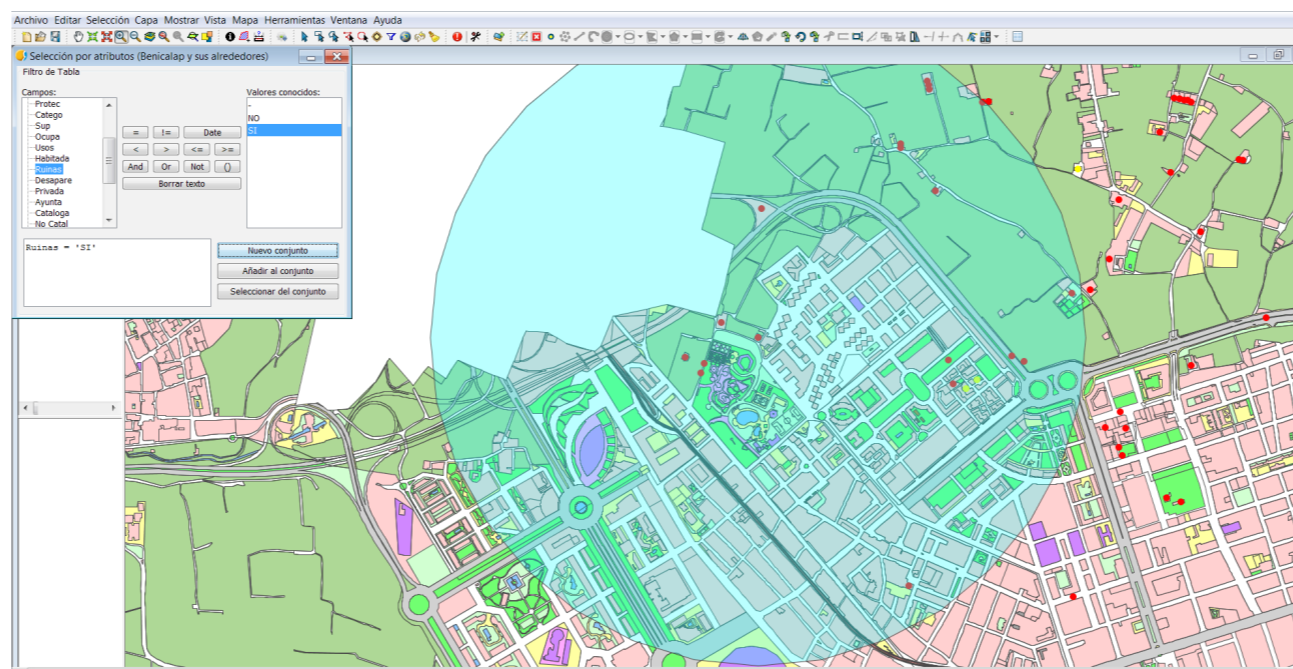 Archivo Editar Selección Capa Mostrar Vista Mapa Herramientas Ventana Ayuda
Selección por atributos (Benicalap y sus alrededores)
Filtro de Tabla
Campos:
Protec
Catego
Sup
Ocupa
Usos
Habitada
Ruinas
Desapare
Privada
Ayunta
Cataloga
No Catal
= != Date
< > <= >=
And Or Not ()
Borrar texto
Valores conocidos:
-
NO
SI
Ruinas = 'SI'
Nuevo conjunto
Añadir al conjunto
Seleccionar del conjunto